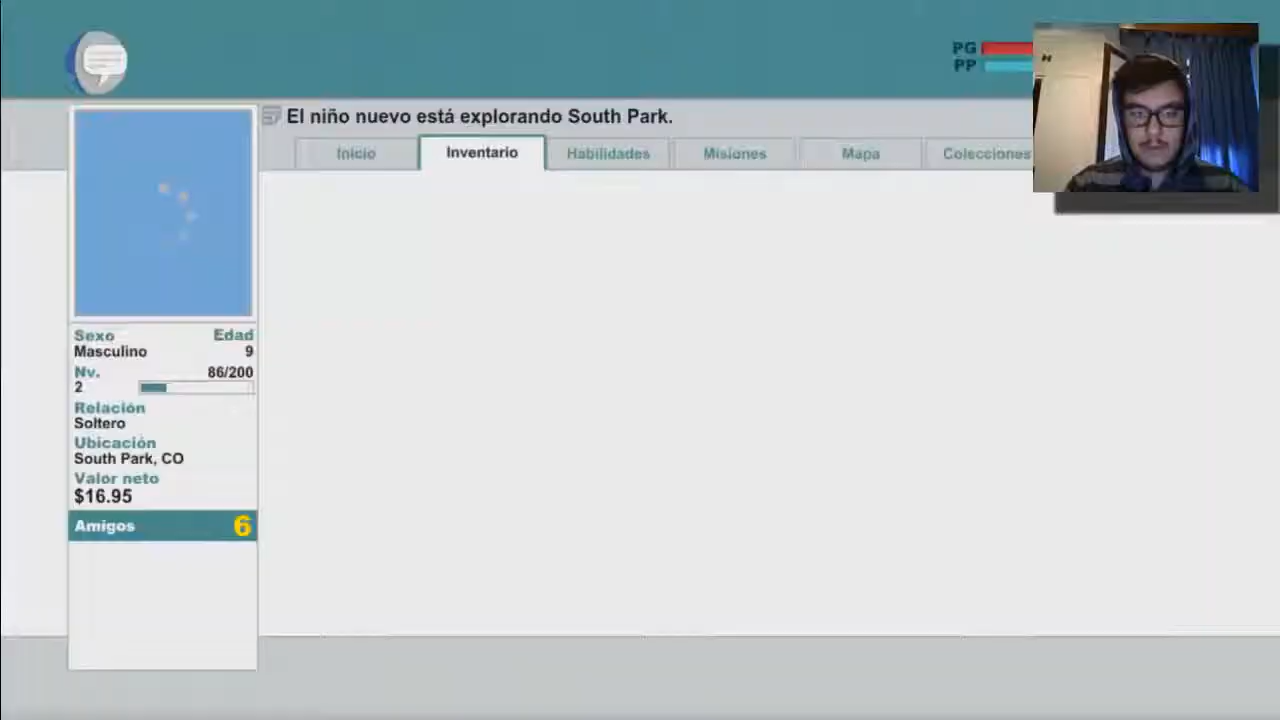 PG
PP
El niño nuevo está explorando South Park.
Inicio
Inventario
Habilidades
Misiones
Mapa
Colecciones
Sexo Edad
Masculino 9
Nv. 86/200
2
Relación
Soltero
Ubicación
South Park, CO
Valor neto
$16.95
Amigos 6